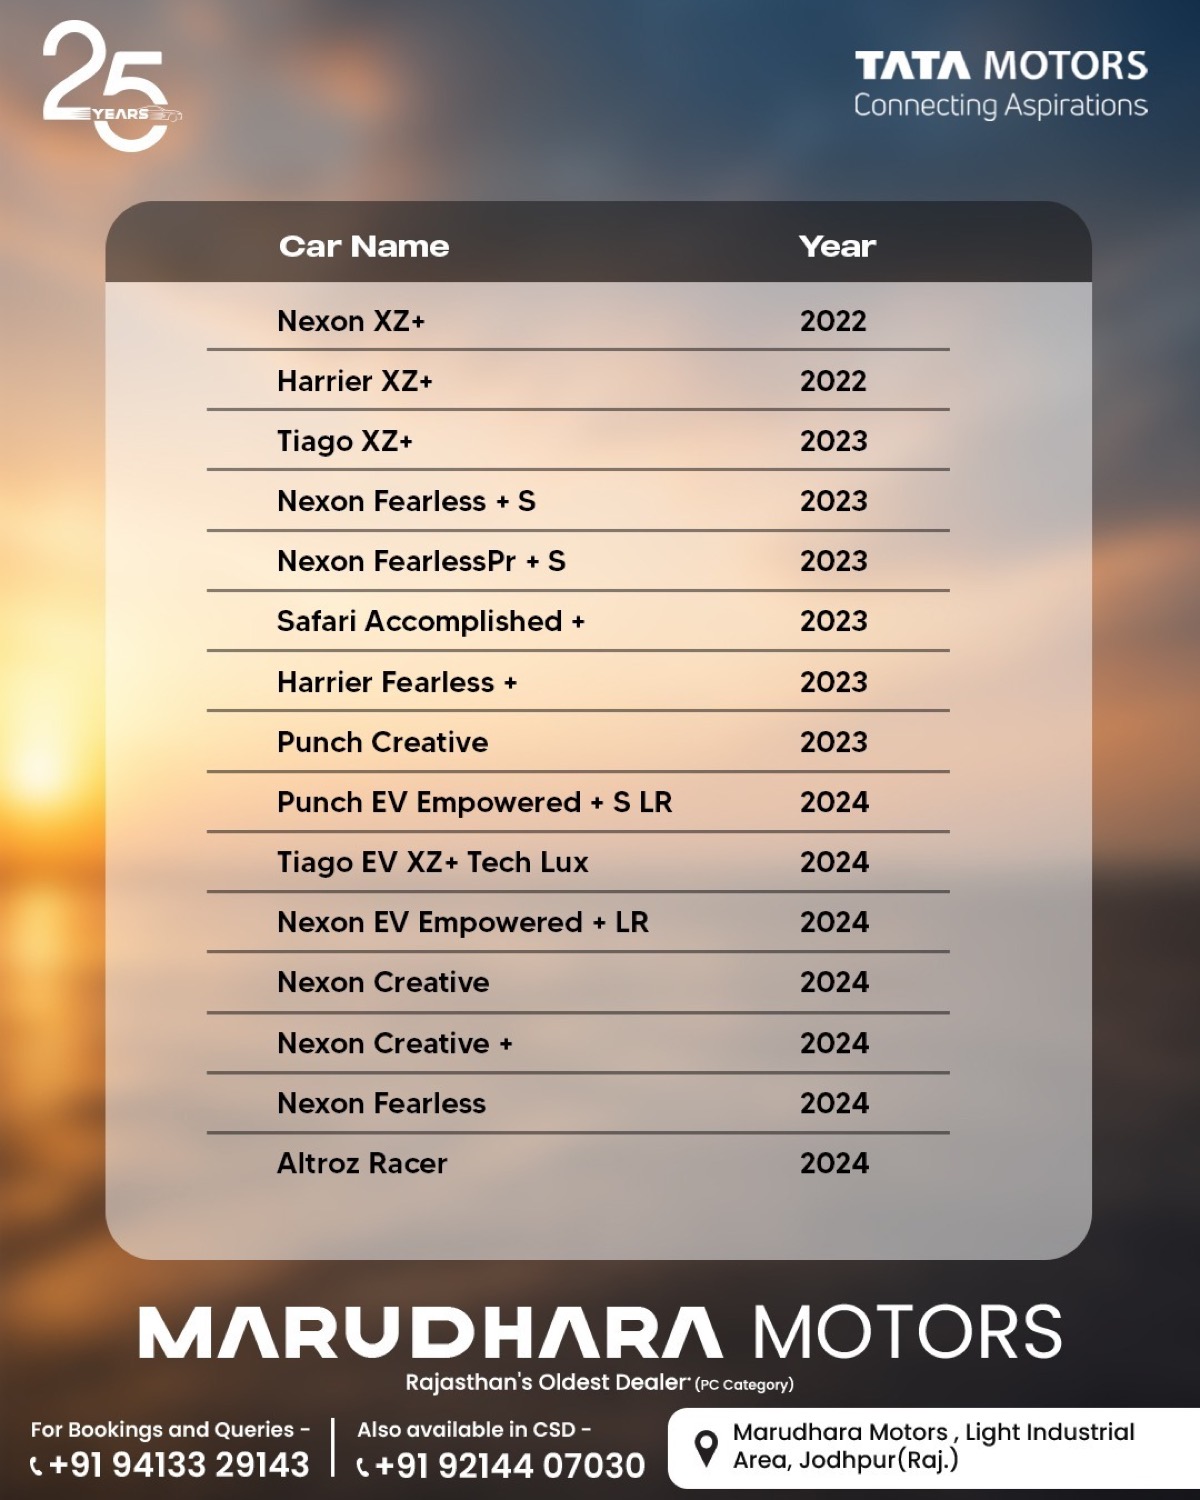 25
YEARS
TATA MOTORS
Connecting Aspirations
Car Name Year
Nexon XZ+ 2022
Harrier XZ+ 2022
Tiago XZ+ 2023
Nexon Fearless + S 2023
Nexon FearlessPr + S 2023
Safari Accomplished + 2023
Harrier Fearless + 2023
Punch Creative 2023
Punch EV Empowered + S LR 2024
Tiago EV XZ+ Tech Lux 2024
Nexon EV Empowered + LR 2024
Nexon Creative 2024
Nexon Creative + 2024
Nexon Fearless 2024
Altroz Racer 2024
MARUDHARA MOTORS
Rajasthan's Oldest Dealer* (PC Category)
For Bookings and Queries -
+91 94133 29143
Also available in CSD -
+91 92144 07030
Marudhara Motors , Light Industrial
Area, Jodhpur(Raj.)